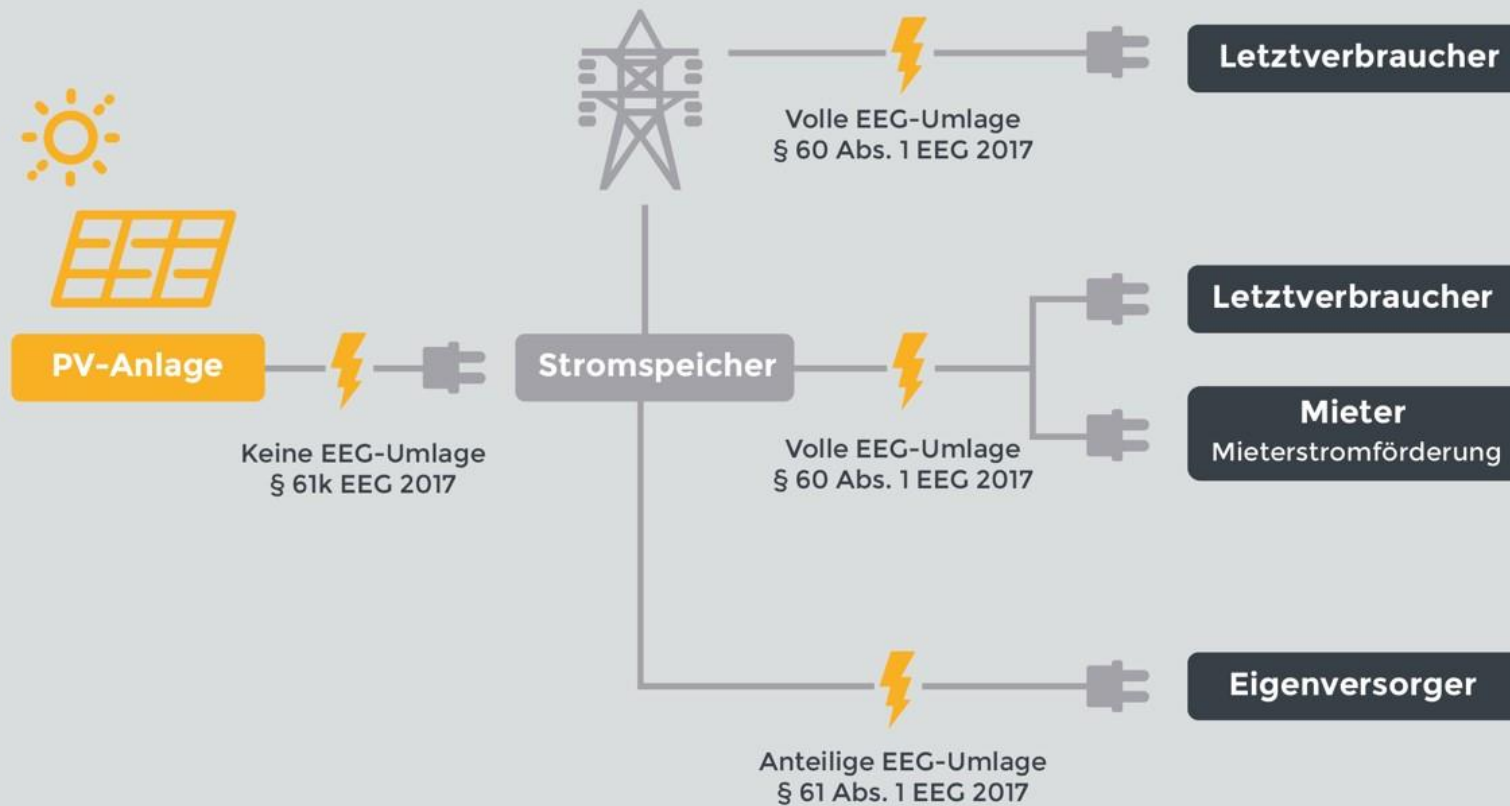 Letztverbraucher
Volle EEG-Umlage
§ 60 Abs. 1 EEG 2017
Letztverbraucher
PV-Anlage
Stromspeicher
Mieter
Mieterstromförderung
Keine EEG-Umlage
§ 61k EEG 2017
Volle EEG-Umlage
§ 60 Abs. 1 EEG 2017
Eigenversorger
Anteilige EEG-Umlage
§ 61 Abs. 1 EEG 2017